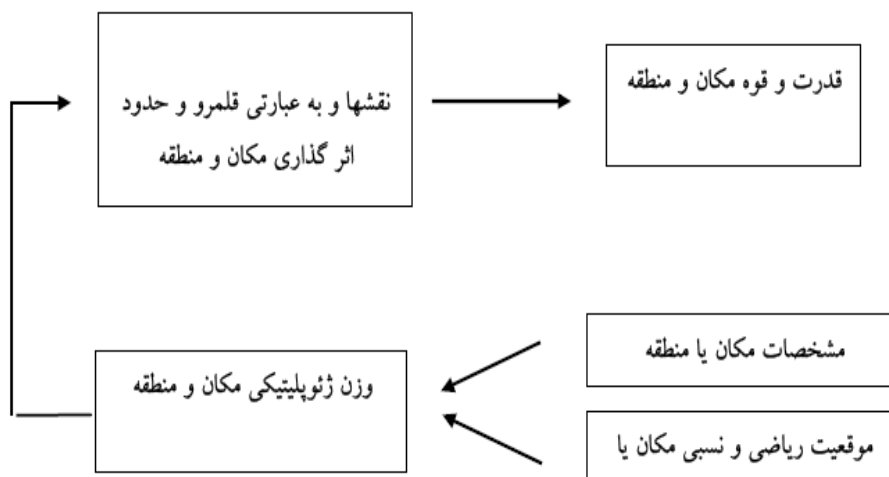 قدرت و قوه مکان و منطقه
نقشها و به عبارتی قلمرو و حدود
اثر گذاری مکان و منطقه
مشخصات مکان یا منطقه
وزن ژئوپلیتیکی مکان و منطقه
موقعیت ریاضی و نسبی مکان یا